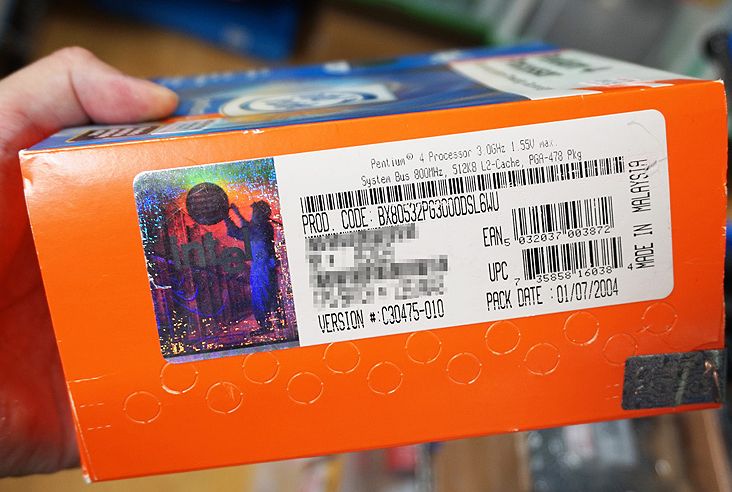 intel
Pentium® 4 Processor 3.0GHz 1.55V max.
System Bus 800MHz, 512KB L2-Cache, PGA-478 Pkg
PROD. CODE: BX80532PG3000DSL6WU
EAN 5 032037 003872
UPC 7 35858 16038 4
VERSION #: C30475-010
PACK DATE : 01/07/2004
MADE IN MALAYSIA